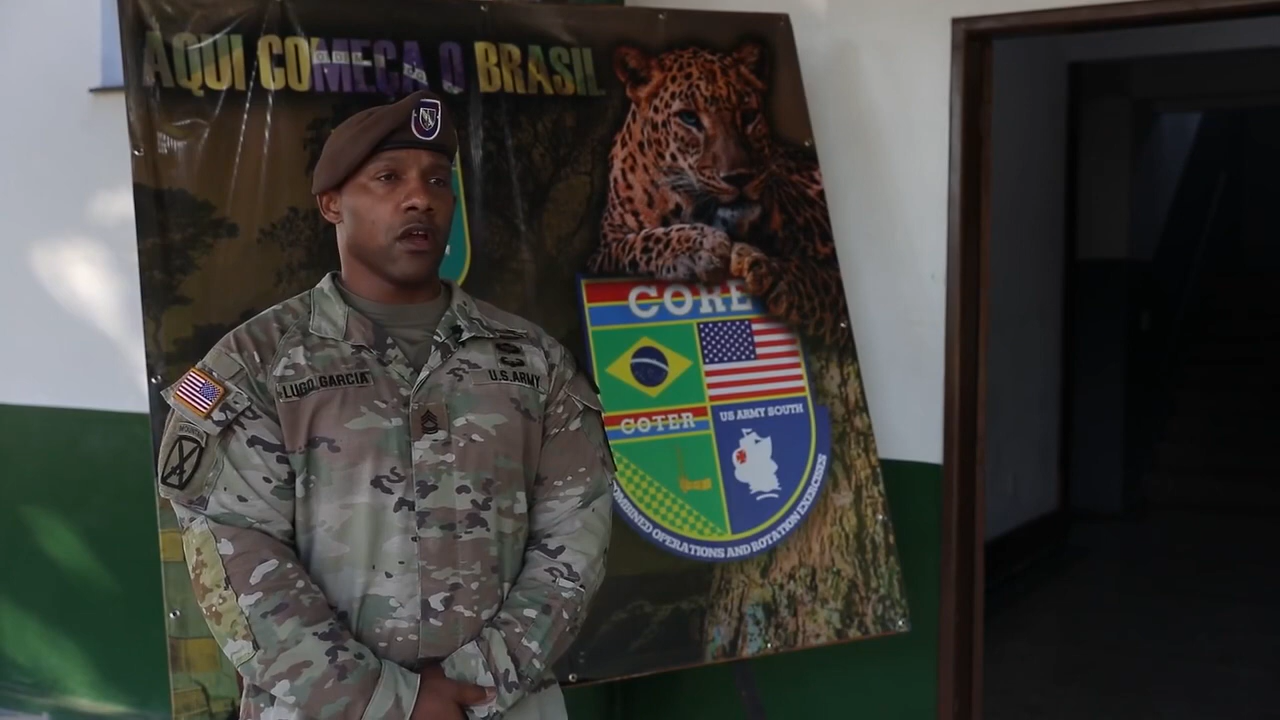 AQUI COMEÇA O BRASIL
LUGO GARCIA
U.S. ARMY
CORE
COTER
US ARMY SOUTH
COMBINED OPERATIONS AND ROTATION EXERCISES